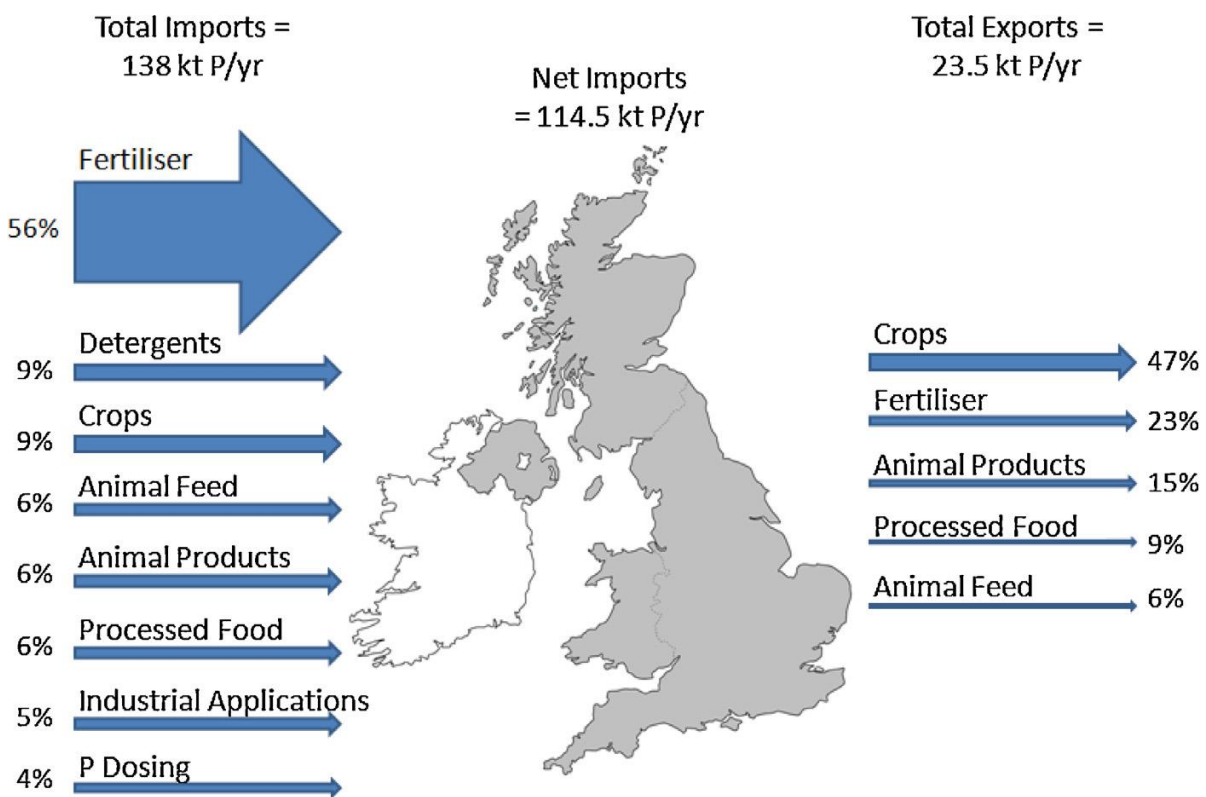 Total Imports =
138 kt P/yr
Net Imports
= 114.5 kt P/yr
Total Exports =
23.5 kt P/yr
Fertiliser
56%
Detergents
9%
Crops
9%
Animal Feed
6%
Animal Products
6%
Processed Food
6%
Industrial Applications
5%
P Dosing
4%
Crops
47%
Fertiliser
23%
Animal Products
15%
Processed Food
9%
Animal Feed
6%